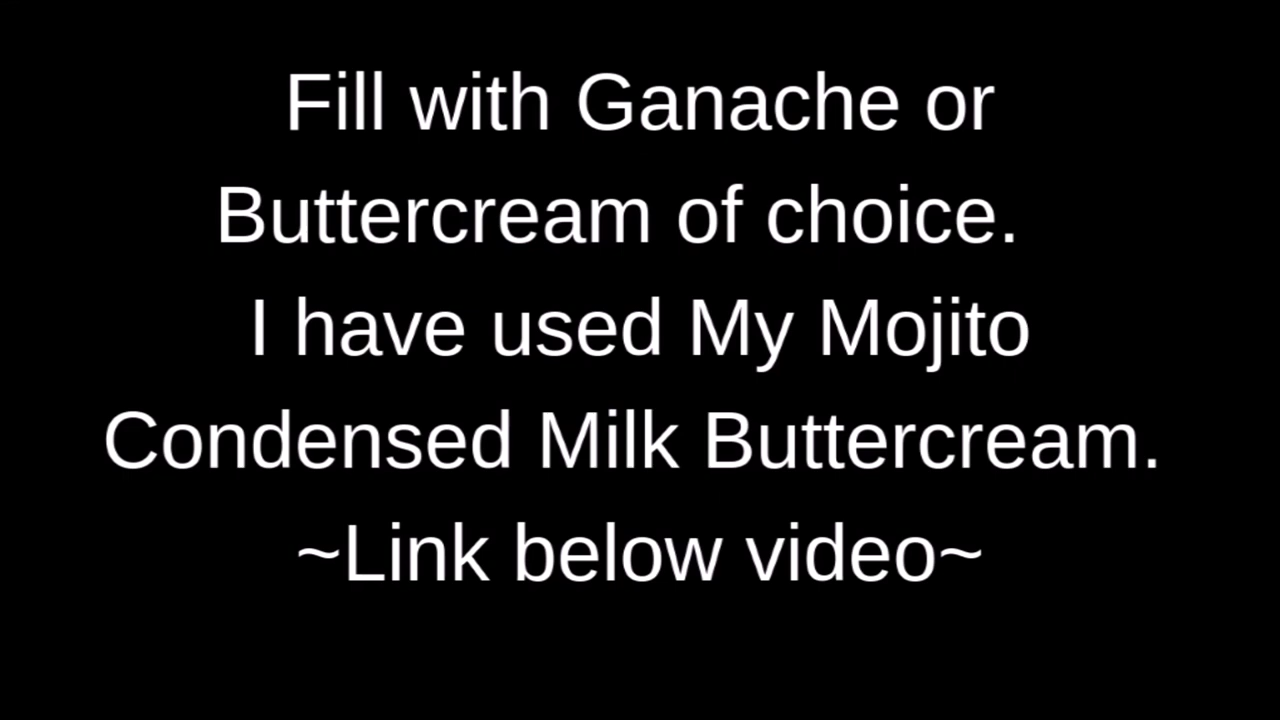 Fill with Ganache or
Buttercream of choice.
I have used My Mojito
Condensed Milk Buttercream.
~Link below video~